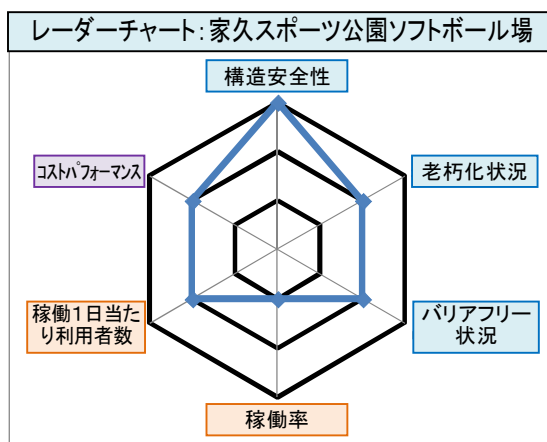 レーダーチャート：家久スポーツ公園ソフトボール場
構造安全性
コストパフォーマンス
老朽化状況
稼働１日当た
り利用者数
バリアフリー
状況
稼働率